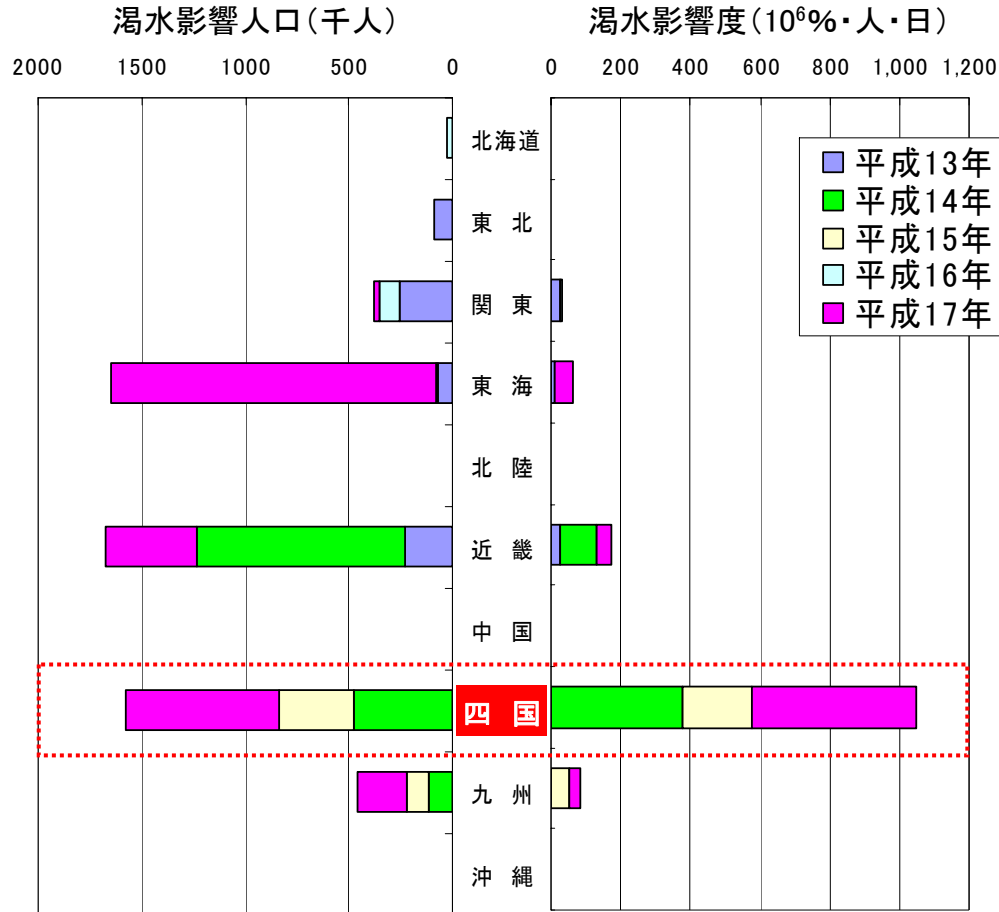 渇水影響人口(千人)
渇水影響度(10⁶%・人・日)
2000 1500 1000 500 0
0 200 400 600 800 1,000 1,200
北海道
東 北
関 東
東 海
北 陸
近 畿
中 国
四 国
九 州
沖 縄
平成13年
平成14年
平成15年
平成16年
平成17年